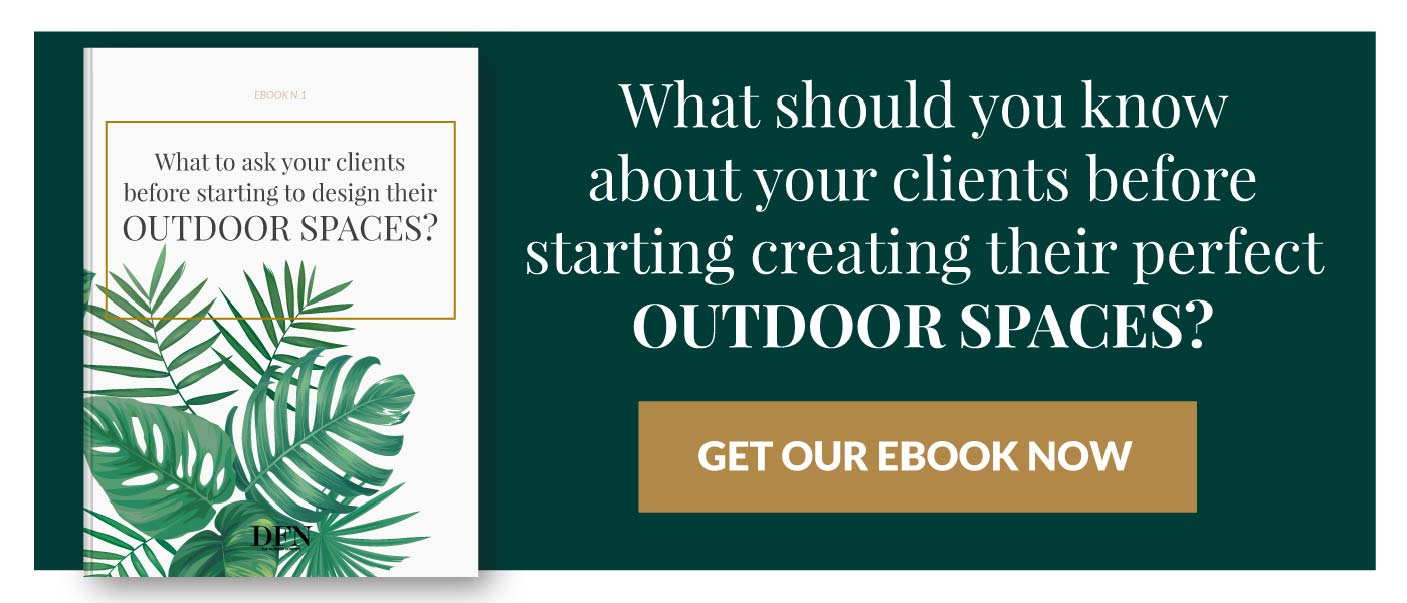 EBOOK N.1
What to ask your clients
before starting to design their
OUTDOOR SPACES?
DFN
What should you know
about your clients before
starting creating their perfect
OUTDOOR SPACES?
GET OUR EBOOK NOW